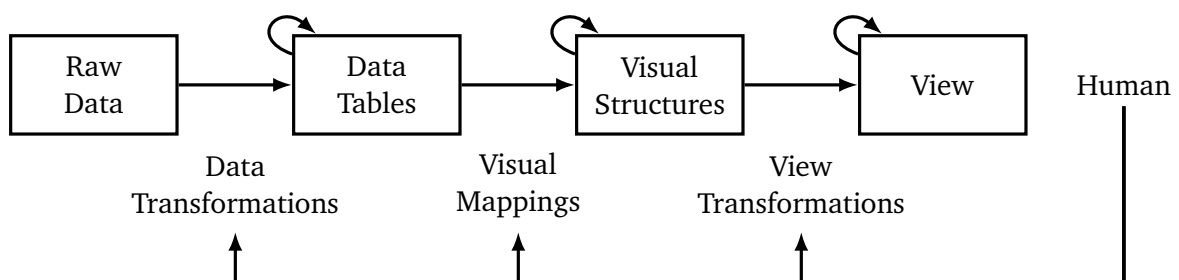 Raw
Data
Data
Tables
Visual
Structures
View
Human
Data
Transformations
Visual
Mappings
View
Transformations